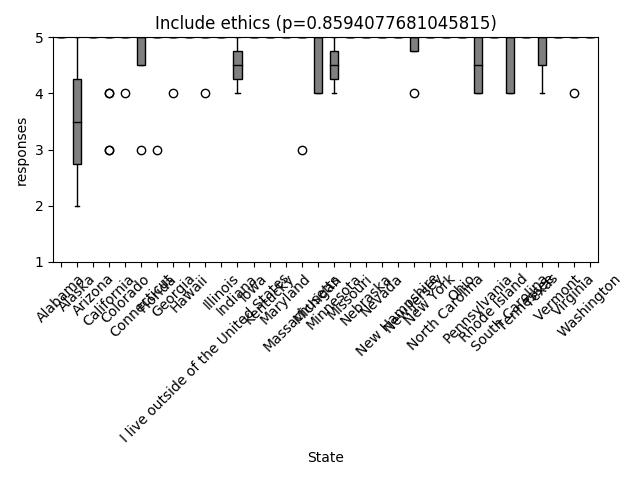 Include ethics (p=0.8594077681045815)
responses
5
4
3
2
1
Alabama
Alaska
Arizona
California
Colorado
Connecticut
Florida
Georgia
Hawaii
I live outside of the United States
Illinois
Indiana
Iowa
Kentucky
Maryland
Massachusetts
Michigan
Minnesota
Missouri
Nebraska
Nevada
New Hampshire
New Jersey
New York
North Carolina
Ohio
Pennsylvania
Rhode Island
South Carolina
Tennessee
Texas
Vermont
Virginia
Washington
State